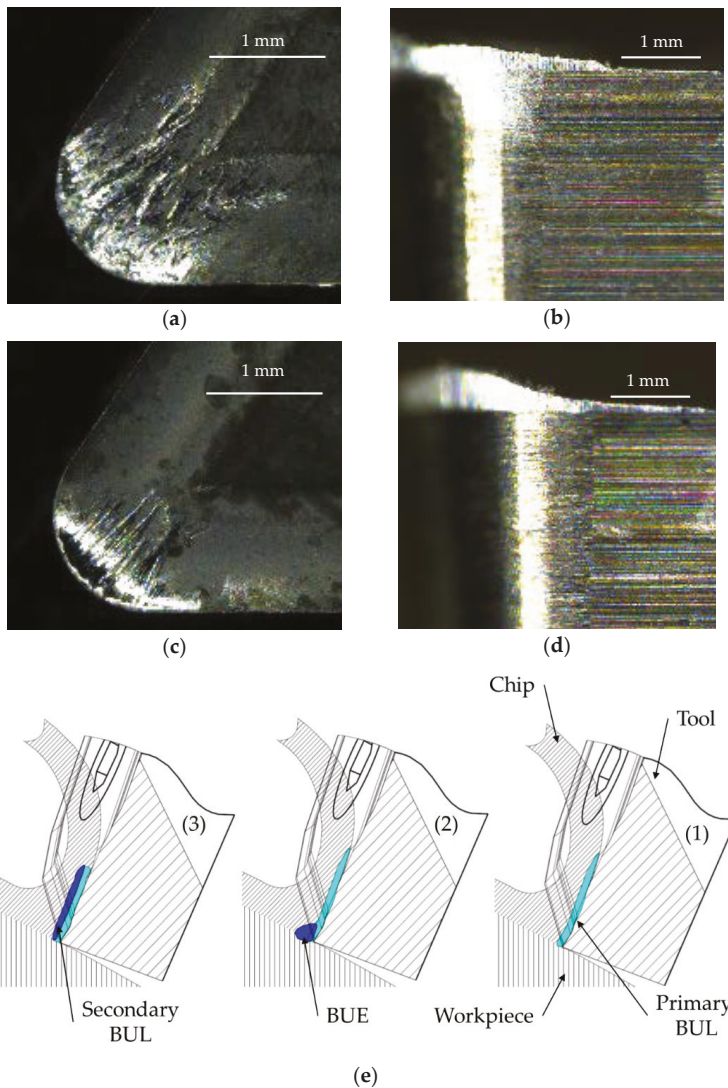 1 mm
1 mm
(a)
(b)
1 mm
1 mm
(c)
(d)
Chip
Tool
(3)
(2)
(1)
Secondary
BUL
BUE
Workpiece
Primary
BUL
(e)